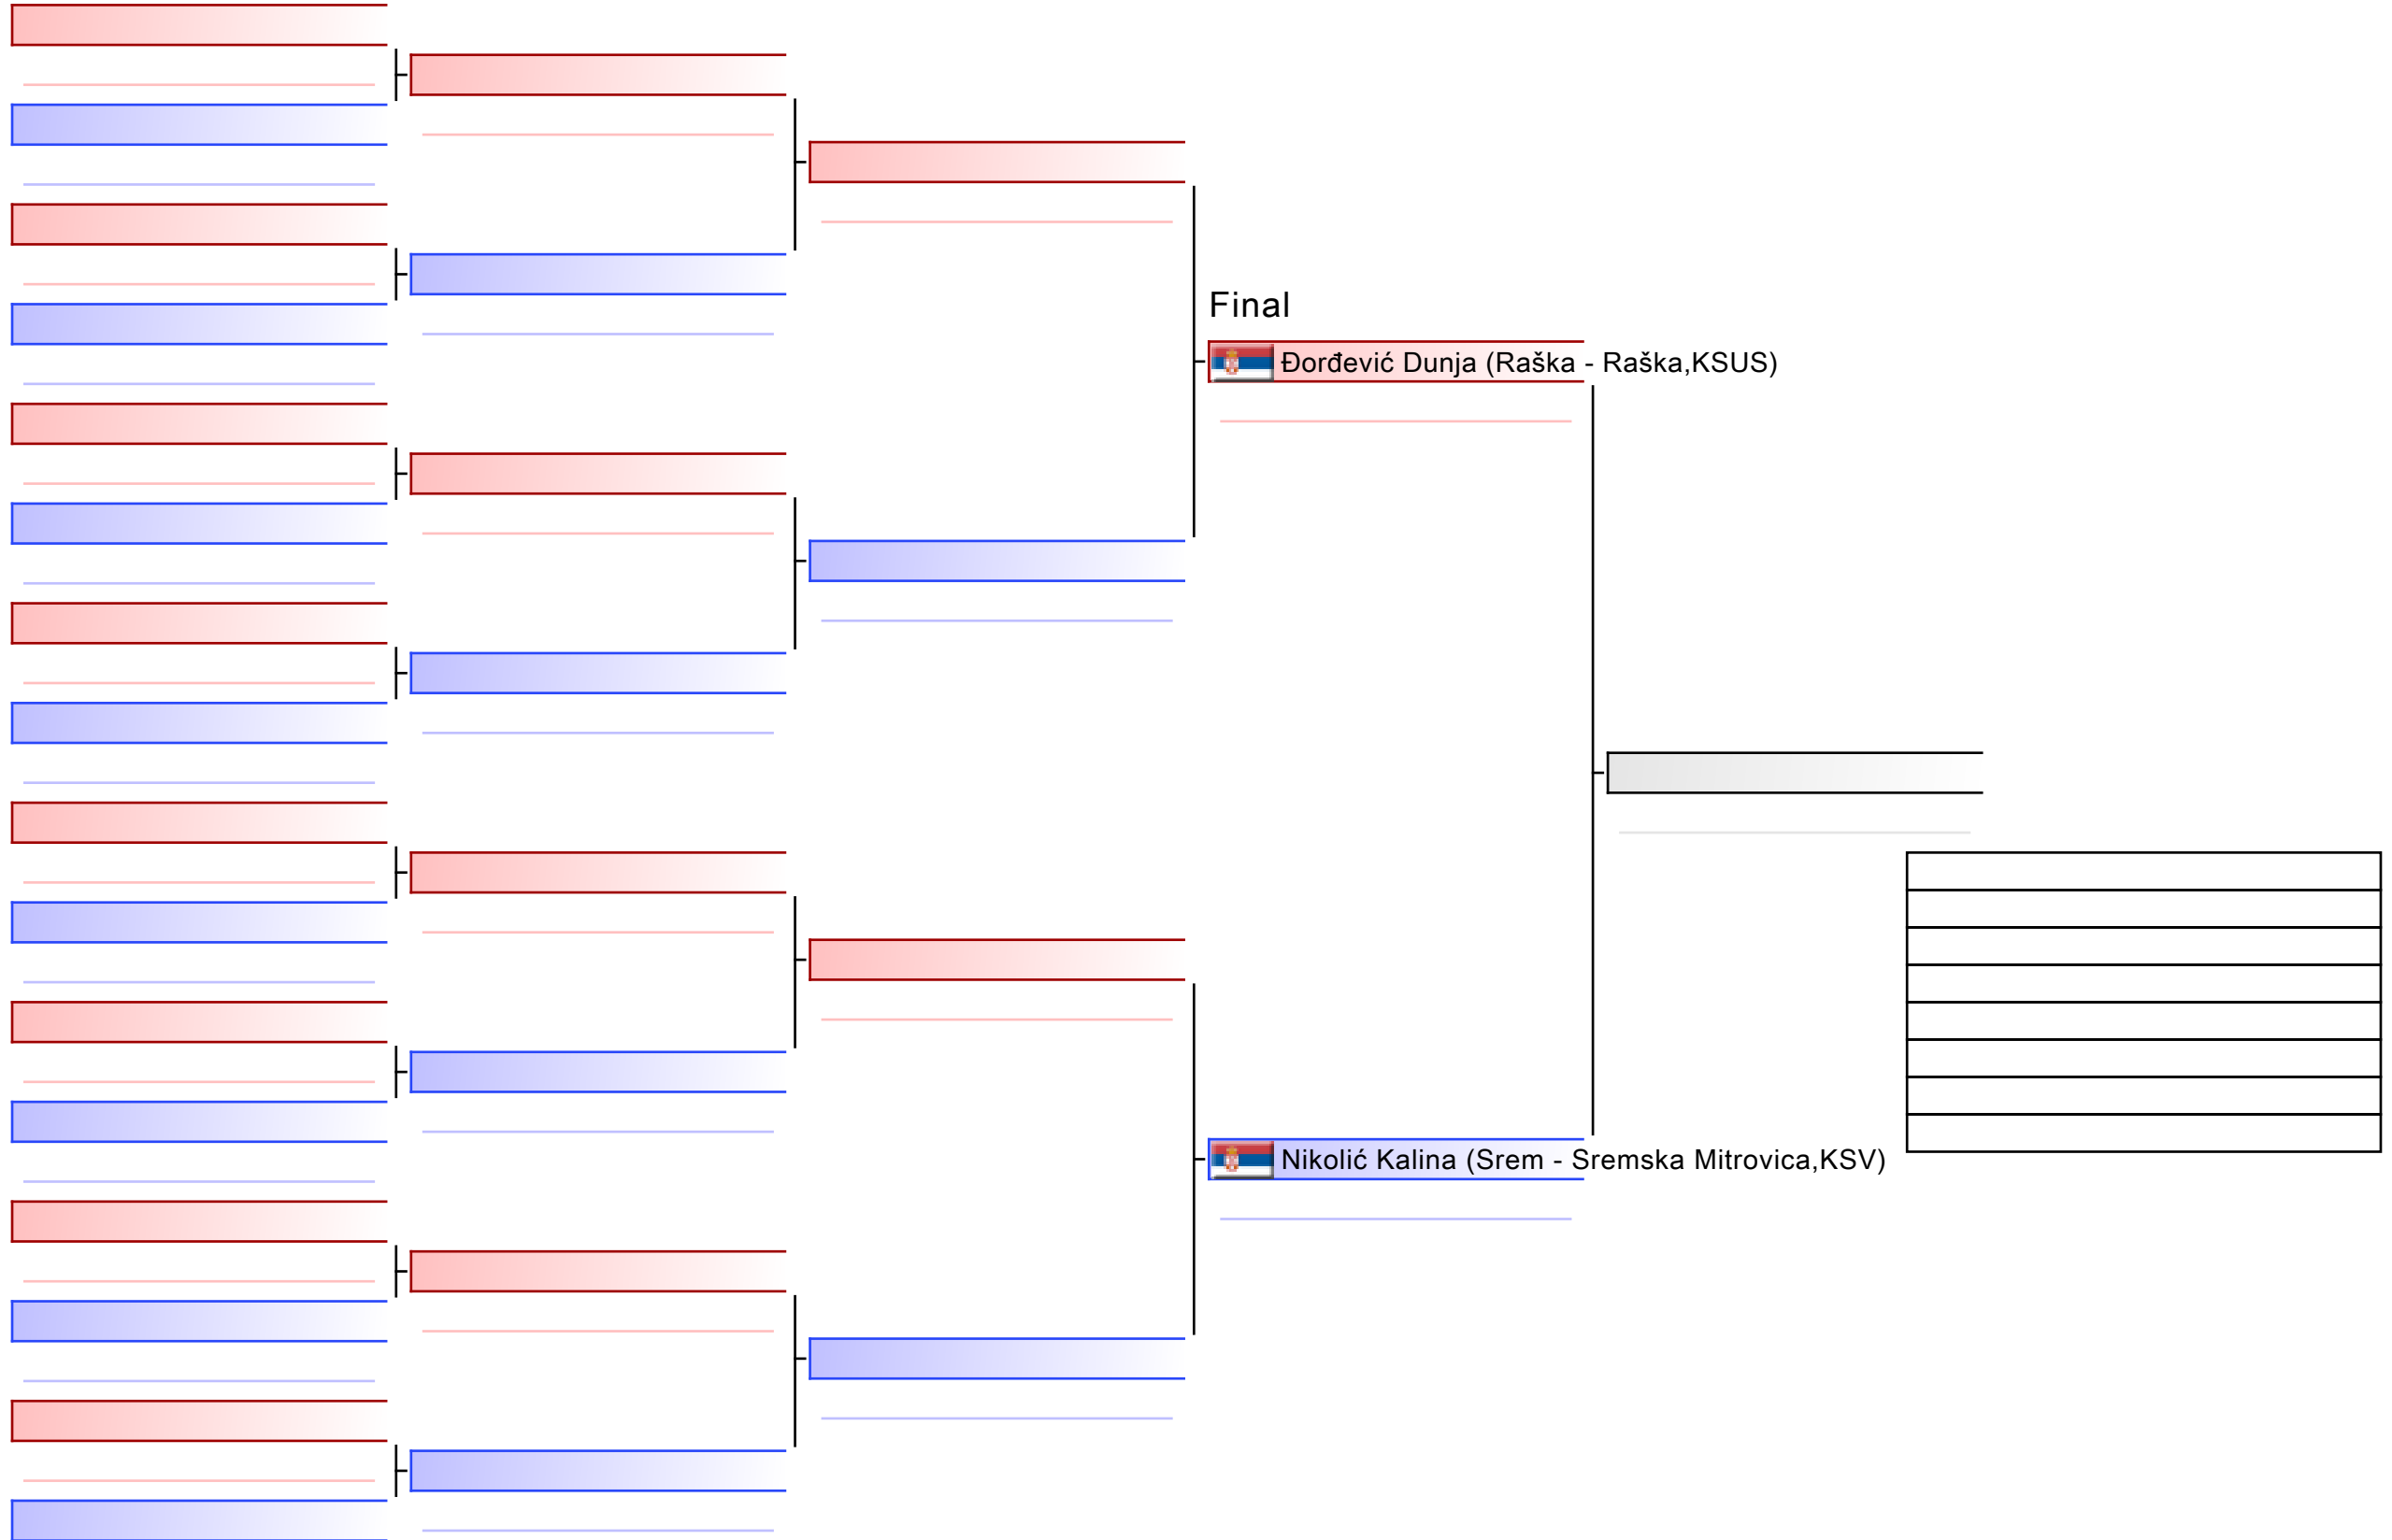 Final
Đorđević Dunja (Raška - Raška,KSUS)
Nikolić Kalina (Srem - Sremska Mitrovica,KSV)